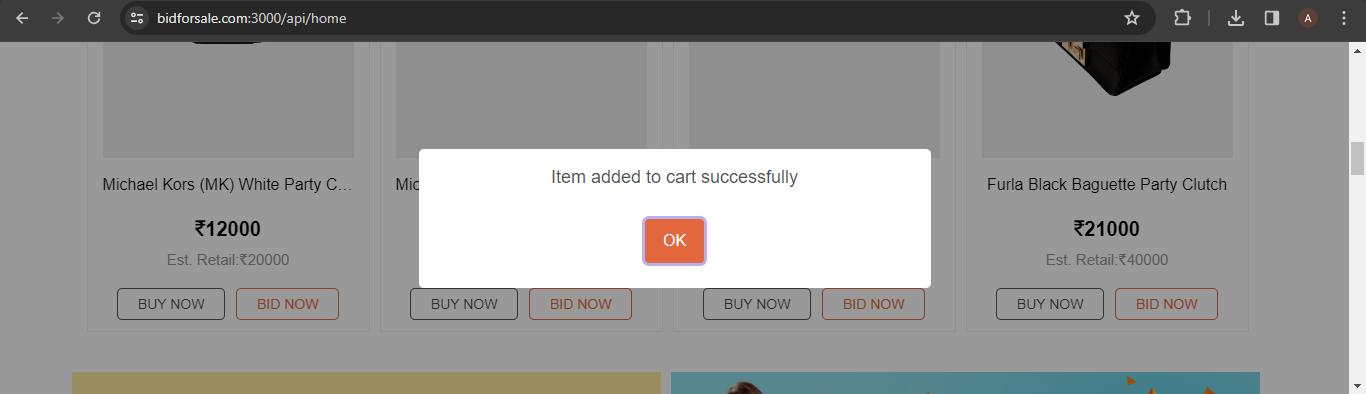 bidforsale.com:3000/api/home
A
Item added to cart successfully
OK
Michael Kors (MK) White Party C...
Mic
Furla Black Baguette Party Clutch
₹12000
₹21000
Est. Retail:₹20000
Est. Retail:₹40000
BUY NOW BID NOW BUY NOW BID NOW BUY NOW BID NOW BUY NOW BID NOW